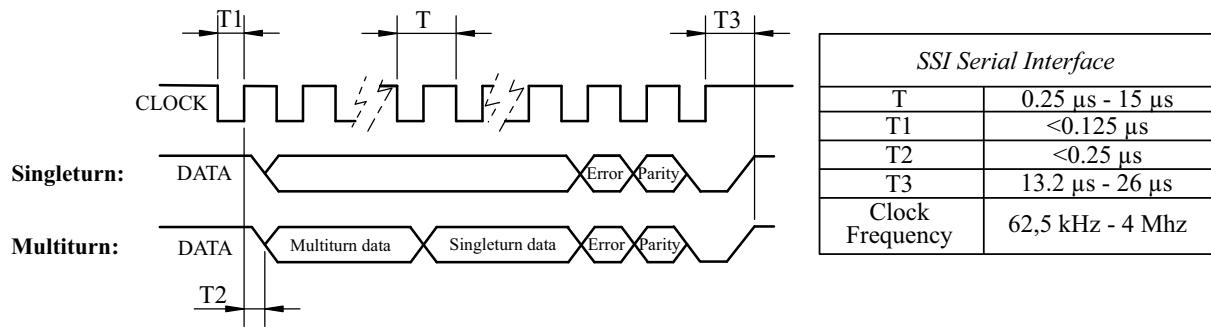 T1
T
T3
CLOCK
Singleturn:
DATA
Error
Parity
Multiturn:
DATA
Multiturn data
Singleturn data
Error
Parity
T2
SSI Serial Interface
T
0.25 µs - 15 µs
T1
<0.125 µs
T2
<0.25 µs
T3
13.2 µs - 26 µs
Clock
Frequency
62,5 kHz - 4 Mhz